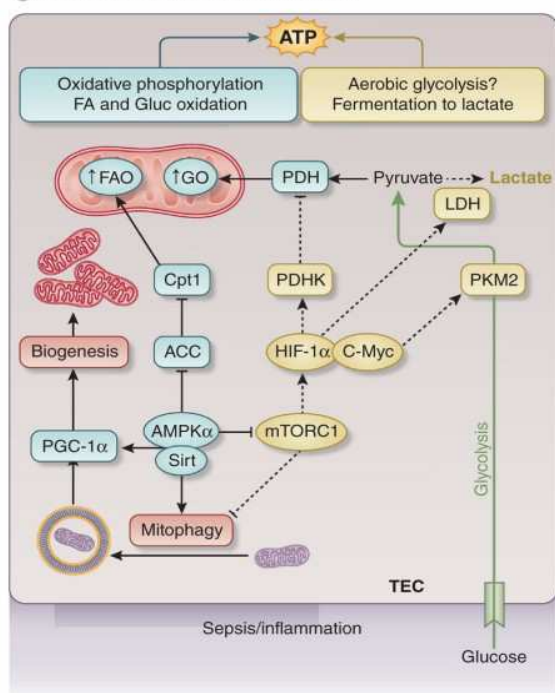 ATP
Oxidative phosphorylation
FA and Gluc oxidation
Aerobic glycolysis?
Fermentation to lactate
↑FAO
↑GO
PDH
Pyruvate
Lactate
LDH
Cpt1
PDHK
PKM2
Biogenesis
ACC
HIF-1α
C-Myc
AMPKα
mTORC1
PGC-1α
Sirt
Glycolysis
Mitophagy
TEC
Sepsis/inflammation
Glucose